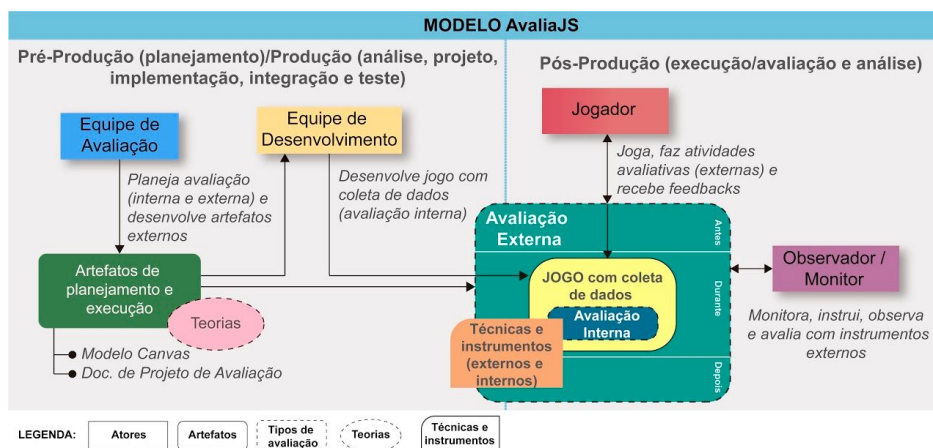 MODELO AvaliaJS
Pré-Produção (planejamento)/Produção (análise, projeto,
implementação, integração e teste)
Pós-Produção (execução/avaliação e análise)
Equipe de
Avaliação
Equipe de
Desenvolvimento
Jogador
Planeja avaliação
(interna e externa) e
desenvolve artefatos
externos
Desenvolve jogo com
coleta de dados
(avaliação interna)
Joga, faz atividades
avaliativas (externas) e
recebe feedbacks
Avaliação
Externa
Antes
Artefatos de
planejamento e
execução
Teorias
JOGO com coleta
de dados
Avaliação
Interna
Durante
Observador /
Monitor
Técnicas e
instrumentos
(externos e
internos)
Monitora, instrui, observa
e avalia com instrumentos
externos
Depois
Modelo Canvas
Doc. de Projeto de Avaliação
LEGENDA:
Atores
Artefatos
Tipos de
avaliação
Teorias
Técnicas e
instrumentos